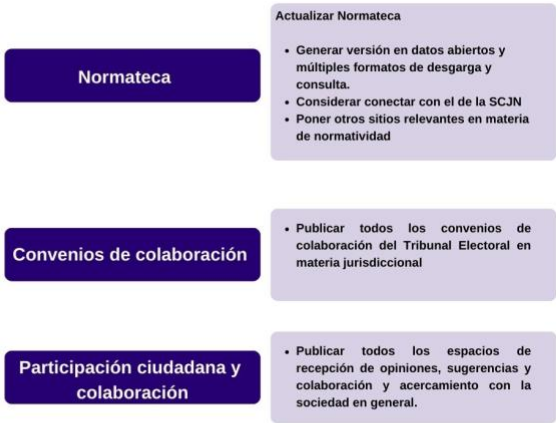 Normateca
Actualizar Normateca
• Generar versión en datos abiertos y
múltiples formatos de desgarga y
consulta.
• Considerar conectar con el de la SCJN
• Poner otros sitios relevantes en materia
de normatividad
Convenios de colaboración
• Publicar todos los convenios de
colaboración del Tribunal Electoral en
materia jurisdiccional
Participación ciudadana y
colaboración
• Publicar todos los espacios de
recepción de opiniones, sugerencias y
colaboración y acercamiento con la
sociedad en general.